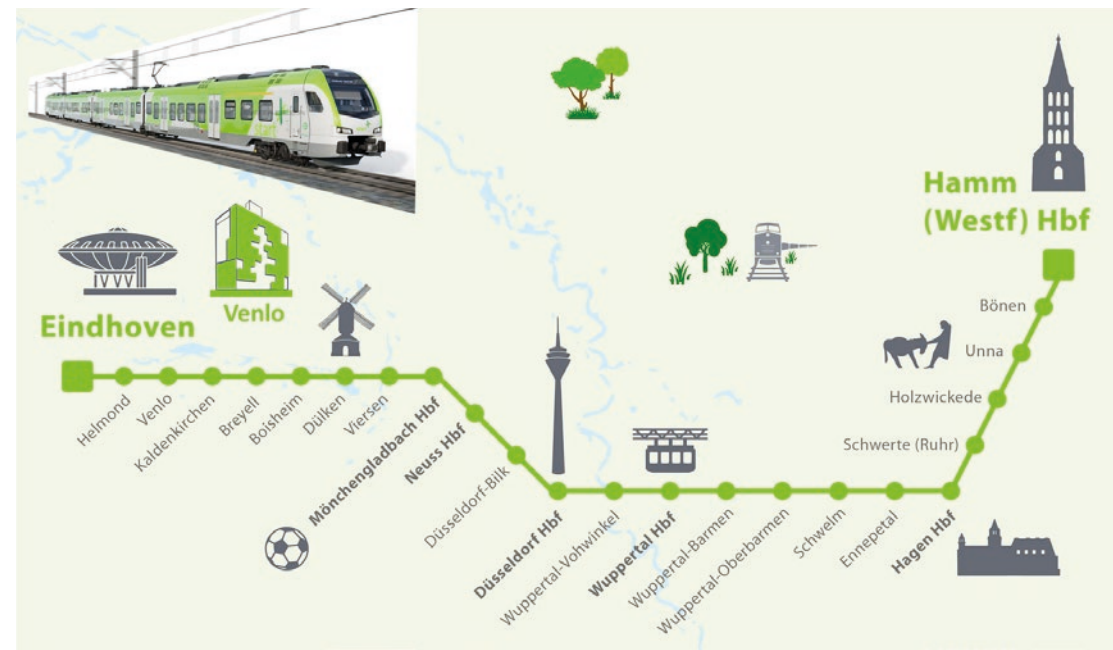 start
Hamm
(Westf) Hbf
Venlo
Eindhoven
Helmond
Venlo
Kaldenkirchen
Breyell
Boisheim
Dülken
Viersen
Mönchengladbach Hbf
Neuss Hbf
Düsseldorf-Bilk
Düsseldorf Hbf
Wuppertal-Vohwinkel
Wuppertal Hbf
Wuppertal-Barmen
Wuppertal-Oberbarmen
Schwelm
Ennepetal
Hagen Hbf
Schwerte (Ruhr)
Holzwickede
Unna
Bönen